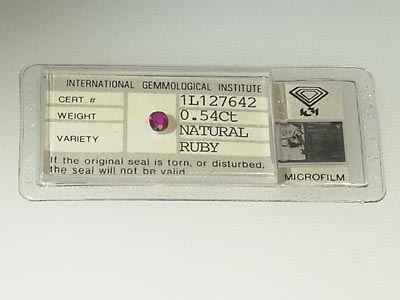 INTERNATIONAL GEMMOLOGICAL INSTITUTE
CERT. # 1L127642
WEIGHT 0.54Ct
VARIETY NATURAL RUBY
If the original seal is torn, or disturbed,
the seal will not be valid
MICROFILM